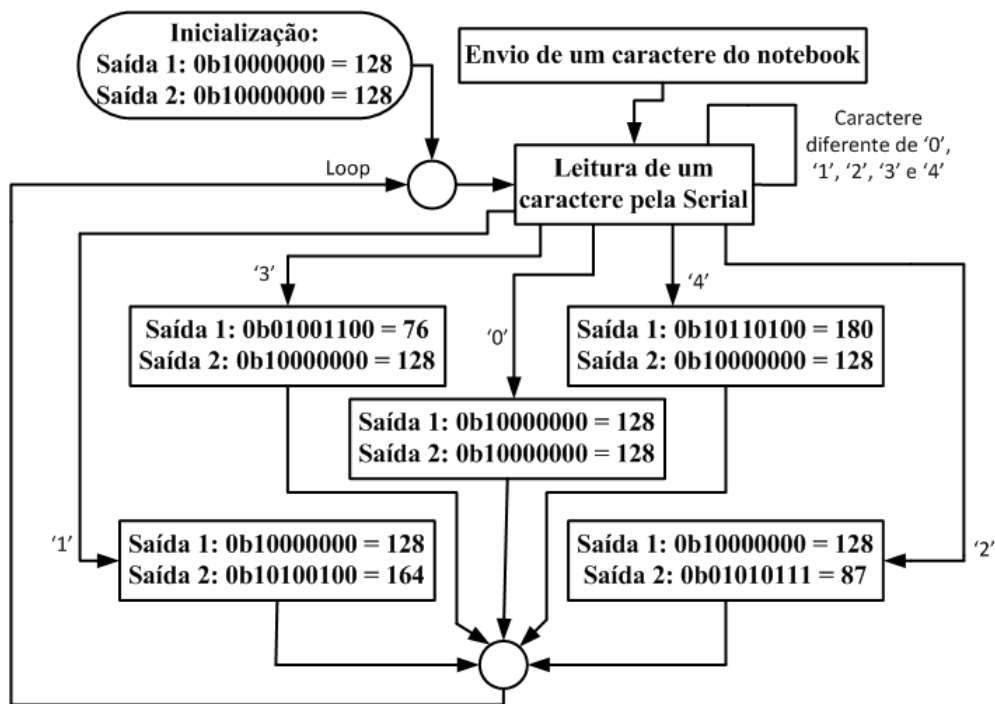 Inicialização:
Saída 1: 0b10000000 = 128
Saída 2: 0b10000000 = 128
Envio de um caractere do notebook
Caractere
diferente de ‘0’,
‘1’, ‘2’, ‘3’ e ‘4’
Loop
Leitura de um
caractere pela Serial
‘3’
‘4’
Saída 1: 0b01001100 = 76
Saída 2: 0b10000000 = 128
‘0’
Saída 1: 0b10110100 = 180
Saída 2: 0b10000000 = 128
Saída 1: 0b10000000 = 128
Saída 2: 0b10000000 = 128
‘1’
Saída 1: 0b10000000 = 128
Saída 2: 0b10100100 = 164
Saída 1: 0b10000000 = 128
Saída 2: 0b01010111 = 87
‘2’